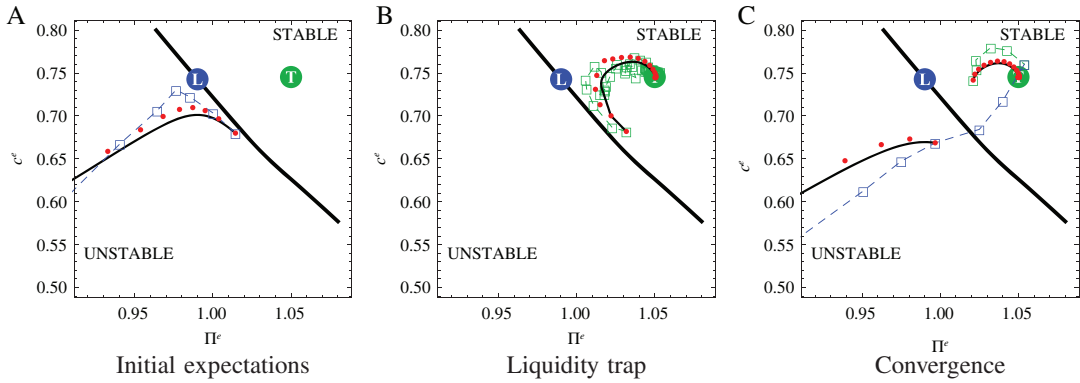 A
B
C
0.80
0.75
0.70
0.65
0.60
0.55
0.50
c^e
STABLE
L
T
UNSTABLE
0.95
1.00
1.05
Π^e
Initial expectations
0.80
0.75
0.70
0.65
0.60
0.55
0.50
c^e
STABLE
L
UNSTABLE
0.95
1.00
1.05
Π^e
Liquidity trap
0.80
0.75
0.70
0.65
0.60
0.55
0.50
c^e
STABLE
L
UNSTABLE
0.95
1.00
1.05
Π^e
Convergence